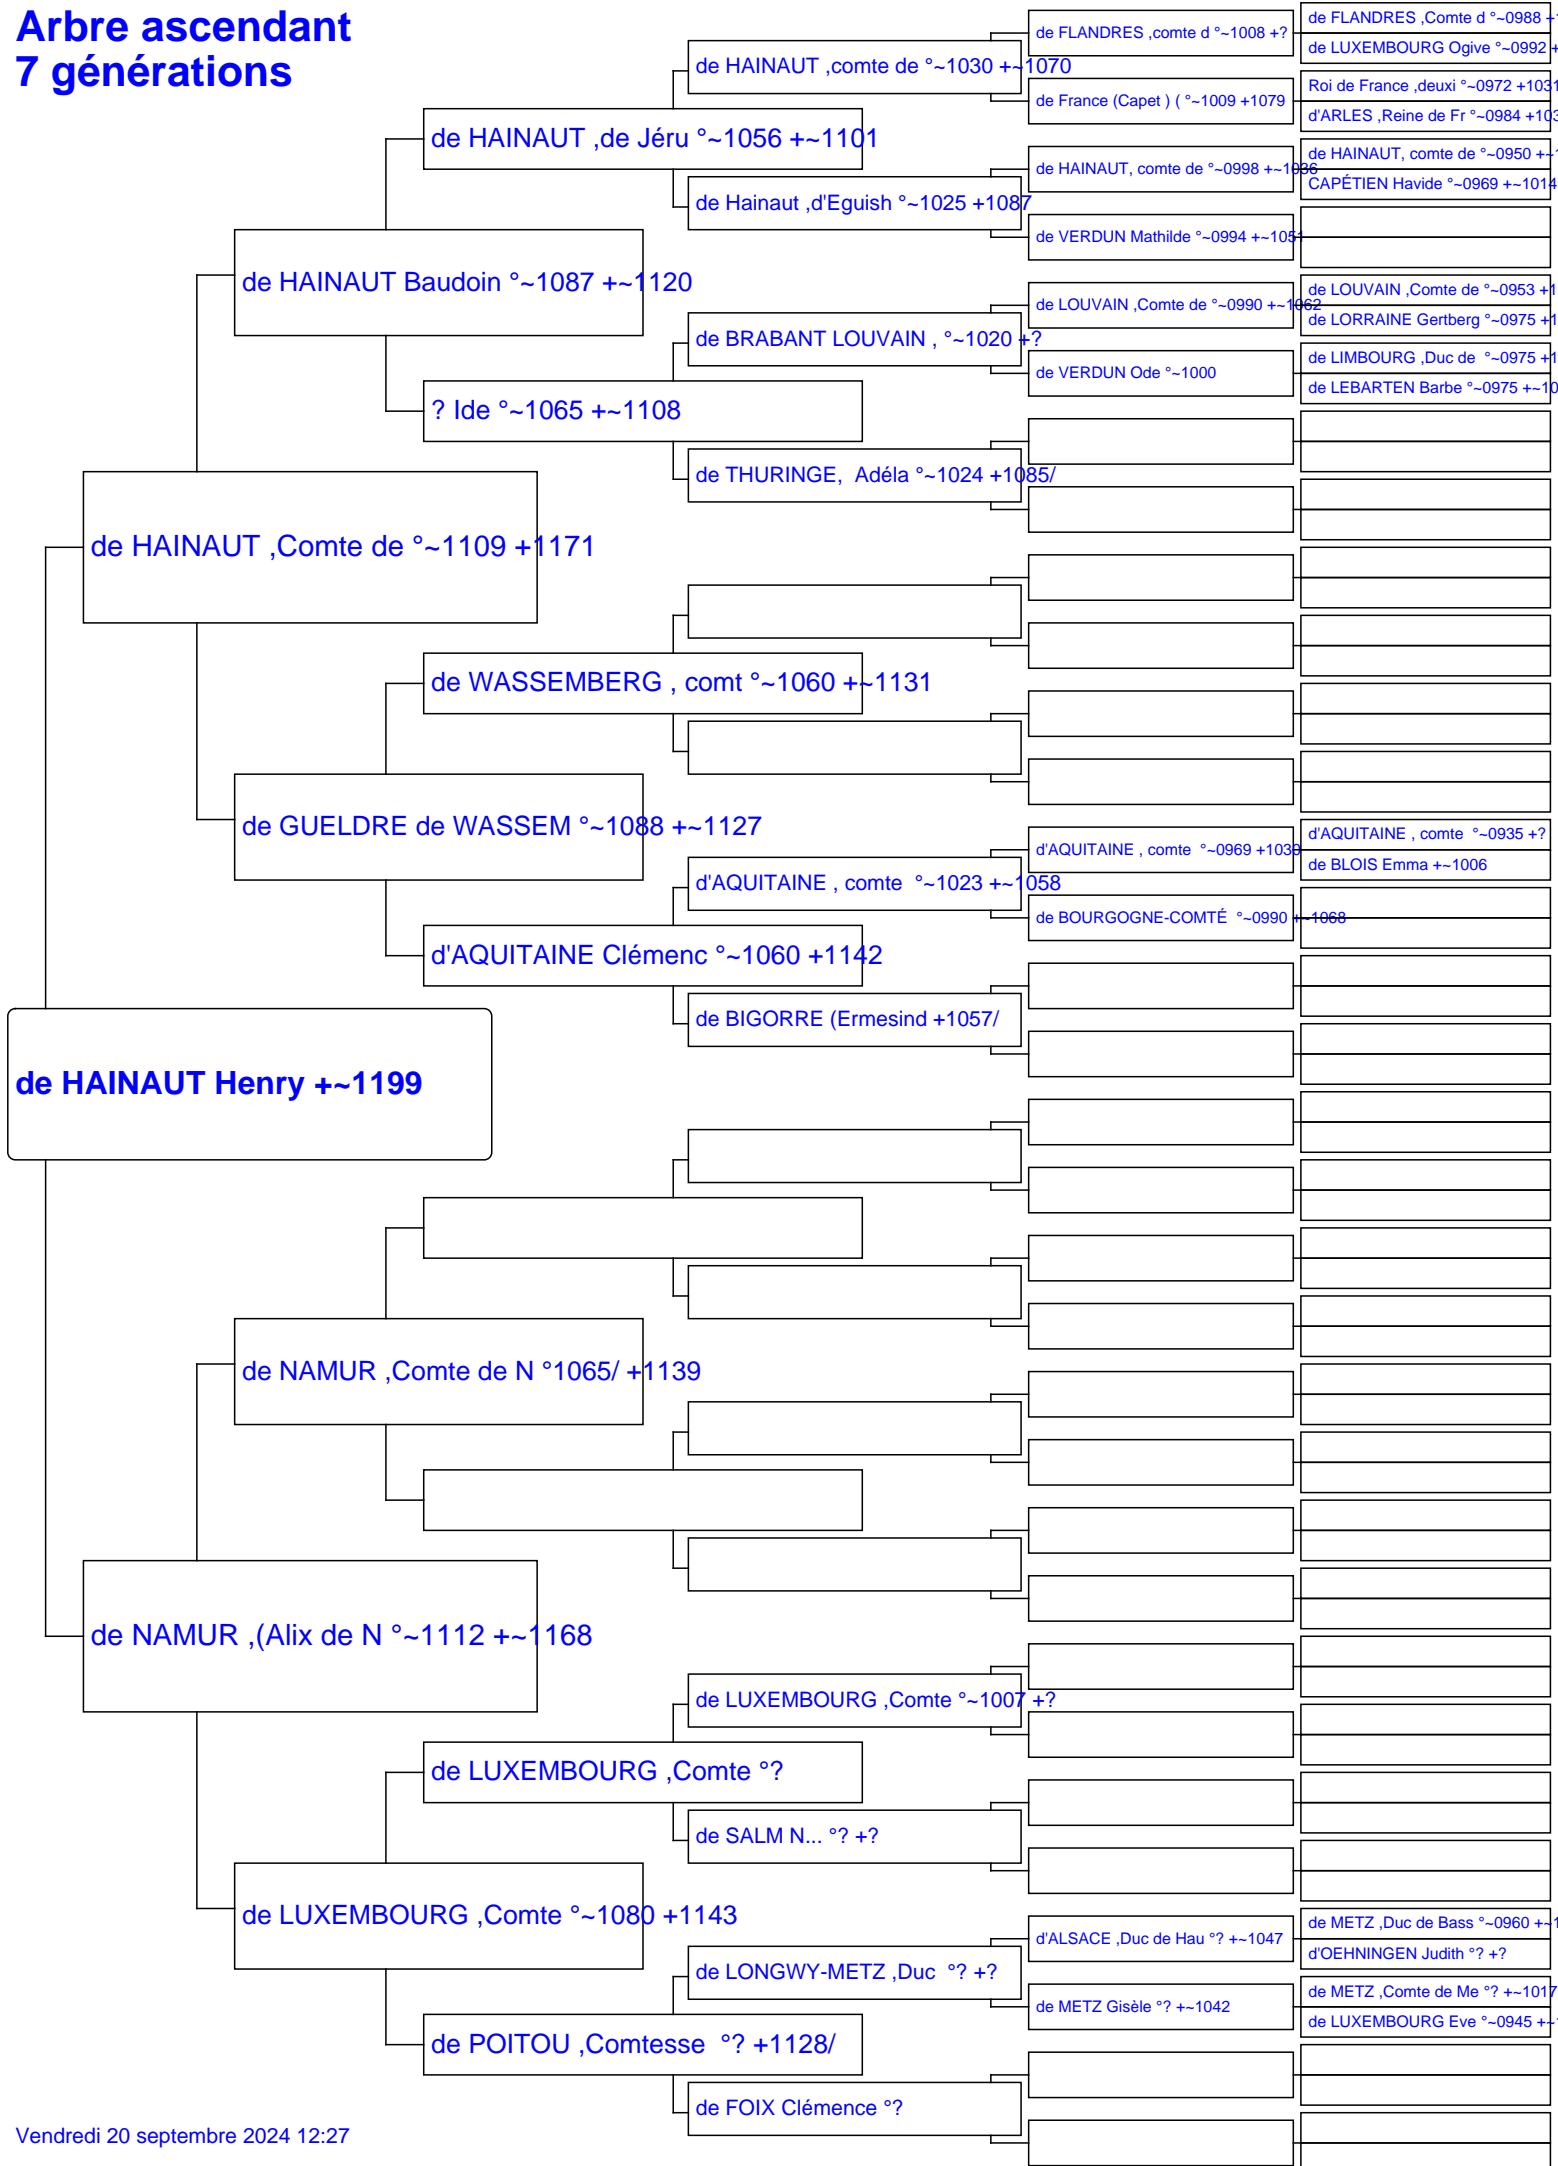 Arbre ascendant
7 générations
de FLANDRES ,Comte d °~0988 +
de FLANDRES ,comte d °~1008 +?
de LUXEMBOURG Ogive °~0992 +
de HAINAUT ,comte de °~1030 +~1070
Roi de France ,deuxi °~0972 +1031
de France (Capet ) ( °~1009 +1079
d'ARLES ,Reine de Fr °~0984 +103
de HAINAUT ,de Jéru °~1056 +~1101
de HAINAUT, comte de °~0950 +~1
de HAINAUT, comte de °~0998 +~1036
CAPÉTIEN Havide °~0969 +~1014
de Hainaut ,d'Eguish °~1025 +1087
de VERDUN Mathilde °~0994 +~1051
de HAINAUT Baudoin °~1087 +~1120
de LOUVAIN ,Comte de °~0953 +1
de LOUVAIN ,Comte de °~0990 +~1062
de LORRAINE Gertberg °~0975 +1
de BRABANT LOUVAIN , °~1020 +?
de LIMBOURG ,Duc de °~0975 +1
de VERDUN Ode °~1000
de LEBARTEN Barbe °~0975 +~10
? Ide °~1065 +~1108
de THURINGE, Adéla °~1024 +1085/
de HAINAUT ,Comte de °~1109 +1171
de WASSEMBERG , comt °~1060 +~1131
de GUELDRE de WASSEM °~1088 +~1127
d'AQUITAINE , comte °~0935 +?
d'AQUITAINE , comte °~0969 +1030
de BLOIS Emma +~1006
d'AQUITAINE , comte °~1023 +~1058
de BOURGOGNE-COMTÉ °~0990 +~1068
d'AQUITAINE Clémenc °~1060 +1142
de BIGORRE (Ermesind +1057/
de HAINAUT Henry +~1199
de NAMUR ,Comte de N °1065/ +1139
de NAMUR ,(Alix de N °~1112 +~1168
de LUXEMBOURG ,Comte °~1007 +?
de LUXEMBOURG ,Comte °?
de SALM N... °? +?
de LUXEMBOURG ,Comte °~1080 +1143
de METZ ,Duc de Bass °~0960 +~1
d'ALSACE ,Duc de Hau °? +~1047
d'OEHNINGEN Judith °? +?
de LONGWY-METZ ,Duc °? +?
de METZ ,Comte de Me °? +~1017
de METZ Gisèle °? +~1042
de LUXEMBOURG Eve °~0945 +~1
de POITOU ,Comtesse °? +1128/
de FOIX Clémence °?
Vendredi 20 septembre 2024 12:27